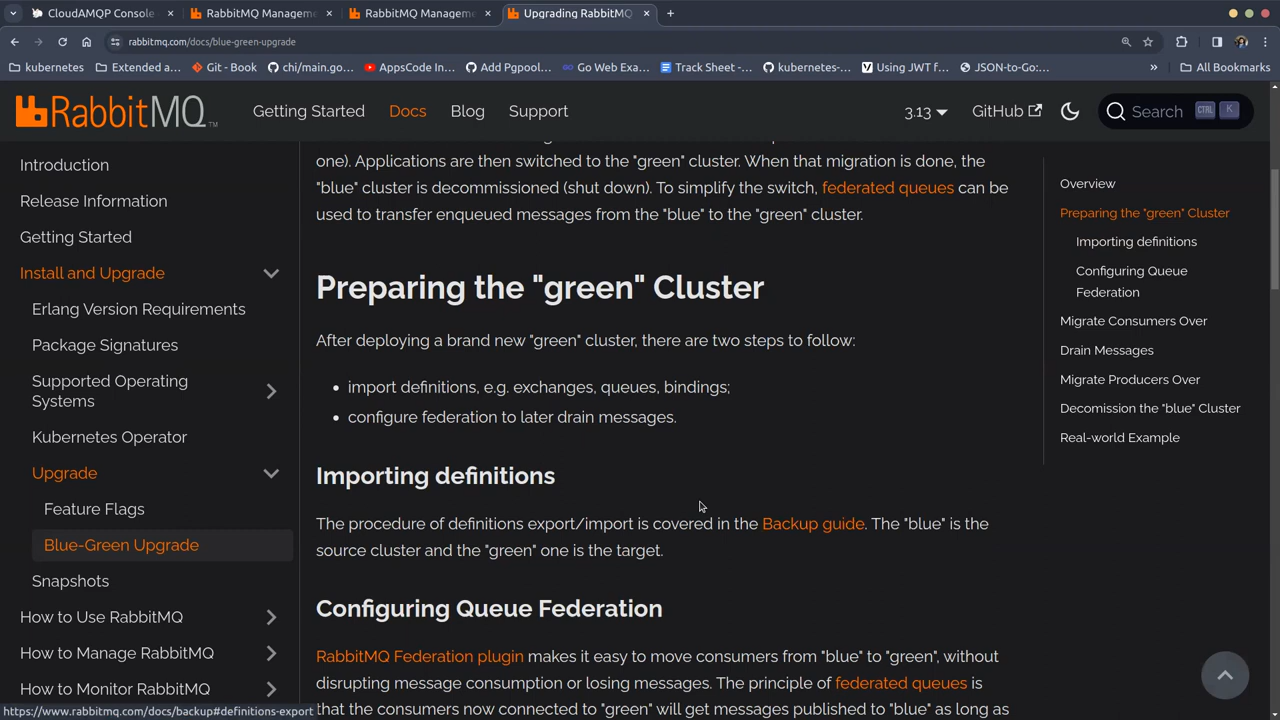 CloudAMQP Console
RabbitMQ Manageme
RabbitMQ Manageme
Upgrading RabbitMQ
rabbitmq.com/docs/blue-green-upgrade
kubernetes
Extended a...
Git - Book
chi/main.go...
AppsCode In...
Add Pgpool...
Go Web Exa...
Track Sheet -...
kubernetes-...
Using JWT f...
JSON-to-Go:...
All Bookmarks
RabbitMQ TM
Getting Started
Docs
Blog
Support
3.13
GitHub
Search
CTRL
K
Introduction
Release Information
Getting Started
Install and Upgrade
Erlang Version Requirements
Package Signatures
Supported Operating
Systems
Kubernetes Operator
Upgrade
Feature Flags
Blue-Green Upgrade
Snapshots
How to Use RabbitMQ
How to Manage RabbitMQ
How to Monitor RabbitMQ
https://www.rabbitmq.com/docs/backup#definitions-export
one). Applications are then switched to the "green" cluster. When that migration is done, the
"blue" cluster is decommissioned (shut down). To simplify the switch, federated queues can be
used to transfer enqueued messages from the "blue" to the "green" cluster.
Preparing the "green" Cluster
After deploying a brand new "green" cluster, there are two steps to follow:
• import definitions, e.g. exchanges, queues, bindings;
• configure federation to later drain messages.
Importing definitions
The procedure of definitions export/import is covered in the Backup guide. The "blue" is the
source cluster and the "green" one is the target.
Configuring Queue Federation
RabbitMQ Federation plugin makes it easy to move consumers from "blue" to "green", without
disrupting message consumption or losing messages. The principle of federated queues is
that the consumers now connected to "green" will get messages published to "blue" as long as
Overview
Preparing the "green" Cluster
Importing definitions
Configuring Queue
Federation
Migrate Consumers Over
Drain Messages
Migrate Producers Over
Decomission the "blue" Cluster
Real-world Example